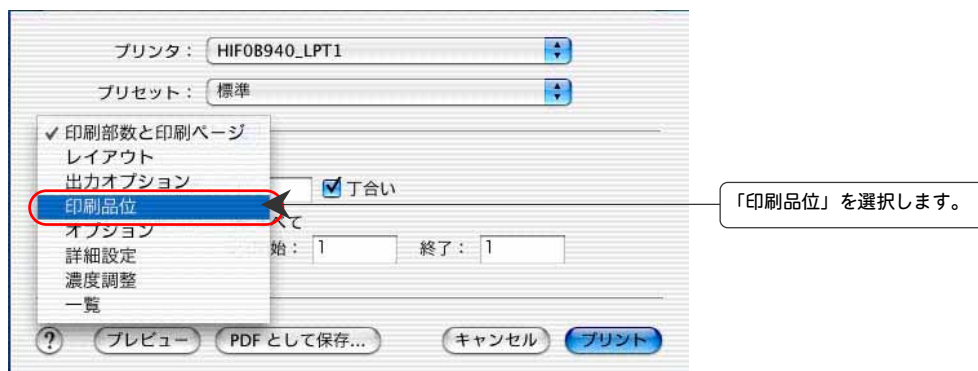 プリンタ： HIF0B940_LPT1
プリセット： 標準
✓ 印刷部数と印刷ページ
レイアウト
出力オプション
丁合い
印刷品位
「印刷品位」を選択します。
オプション
べて
詳細設定
始： 1 終了： 1
濃度調整
一覧
? プレビュー PDF として保存... キャンセル プリント